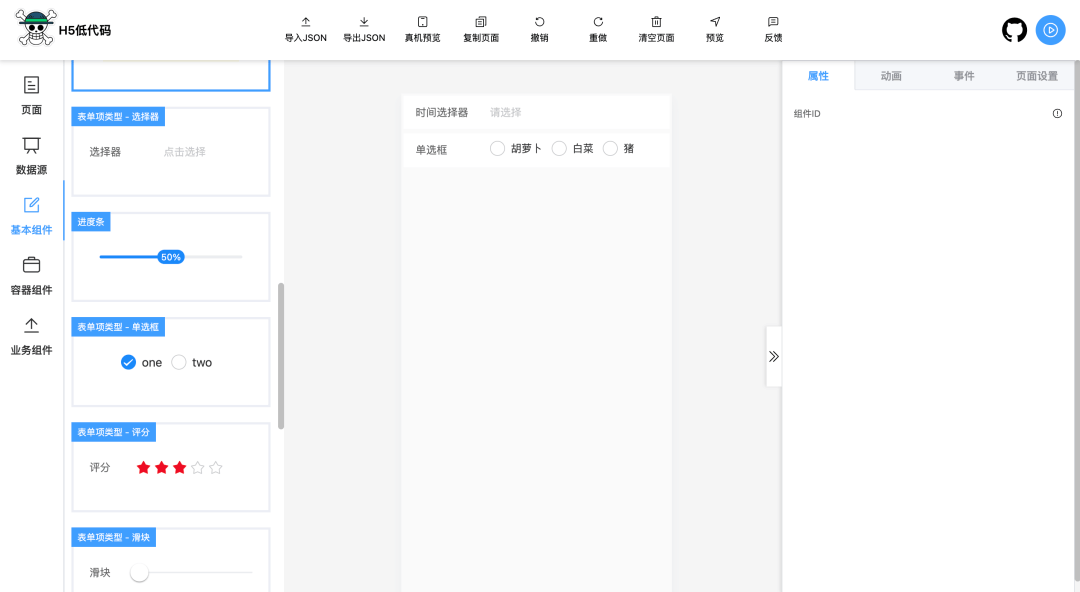 H5低代码
导入JSON
导出JSON
真机预览
复制页面
撤销
重做
清空页面
预览
反馈
页面
数据源
基本组件
容器组件
业务组件
表单项类型 - 选择器
选择器 点击选择
进度条
50%
表单项类型 - 单选框
one two
表单项类型 - 评分
评分
表单项类型 - 滑块
滑块
时间选择器 请选择
单选框 胡萝卜 白菜 猪
属性 动画 事件 页面设置
组件ID